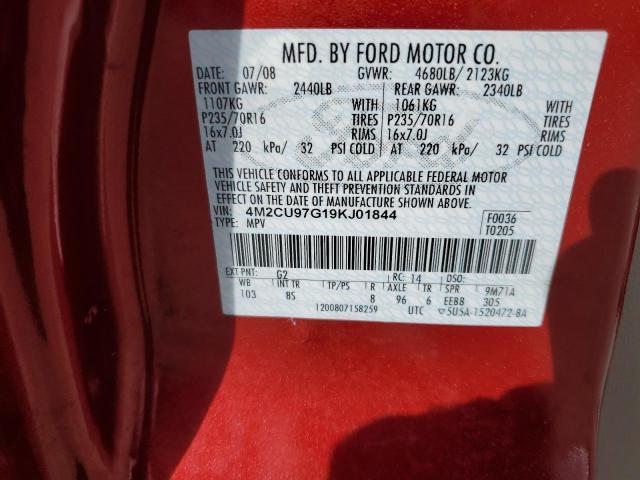 MFD. BY FORD MOTOR CO.
DATE 07/08 GVWR: 4680LB/ 2123KG
FRONT GAWR: 2440LB REAR GAWR: 2340LB
1107KG WITH 1061KG WITH
P235/70R16 TIRES P235/70R16 TIRES
16x7.0J RIMS 16x7.0J RIMS
AT 220 kPa/ 32 PSI COLD AT 220 kPa/ 32 PSI COLD
THIS VEHICLE CONFORMS TO ALL APPLICABLE FEDERAL MOTOR
VEHICLE SAFETY AND THEFT PREVENTION STANDARDS IN
EFFECT ON THE DATE OF MANUFACTURE SHOWN ABOVE.
VIN: 4M2CU97G19KJ01844 F0036
TYPE: MPV T0205
EXT PNT: G2 RC: 14 DSO:
WB INT TR TP/PS R AXLE TR SPR 9M71A
103 BS 8 96 6 EEBB 305
1200807158259 UTC 5U5A-1520472-BA
Ford